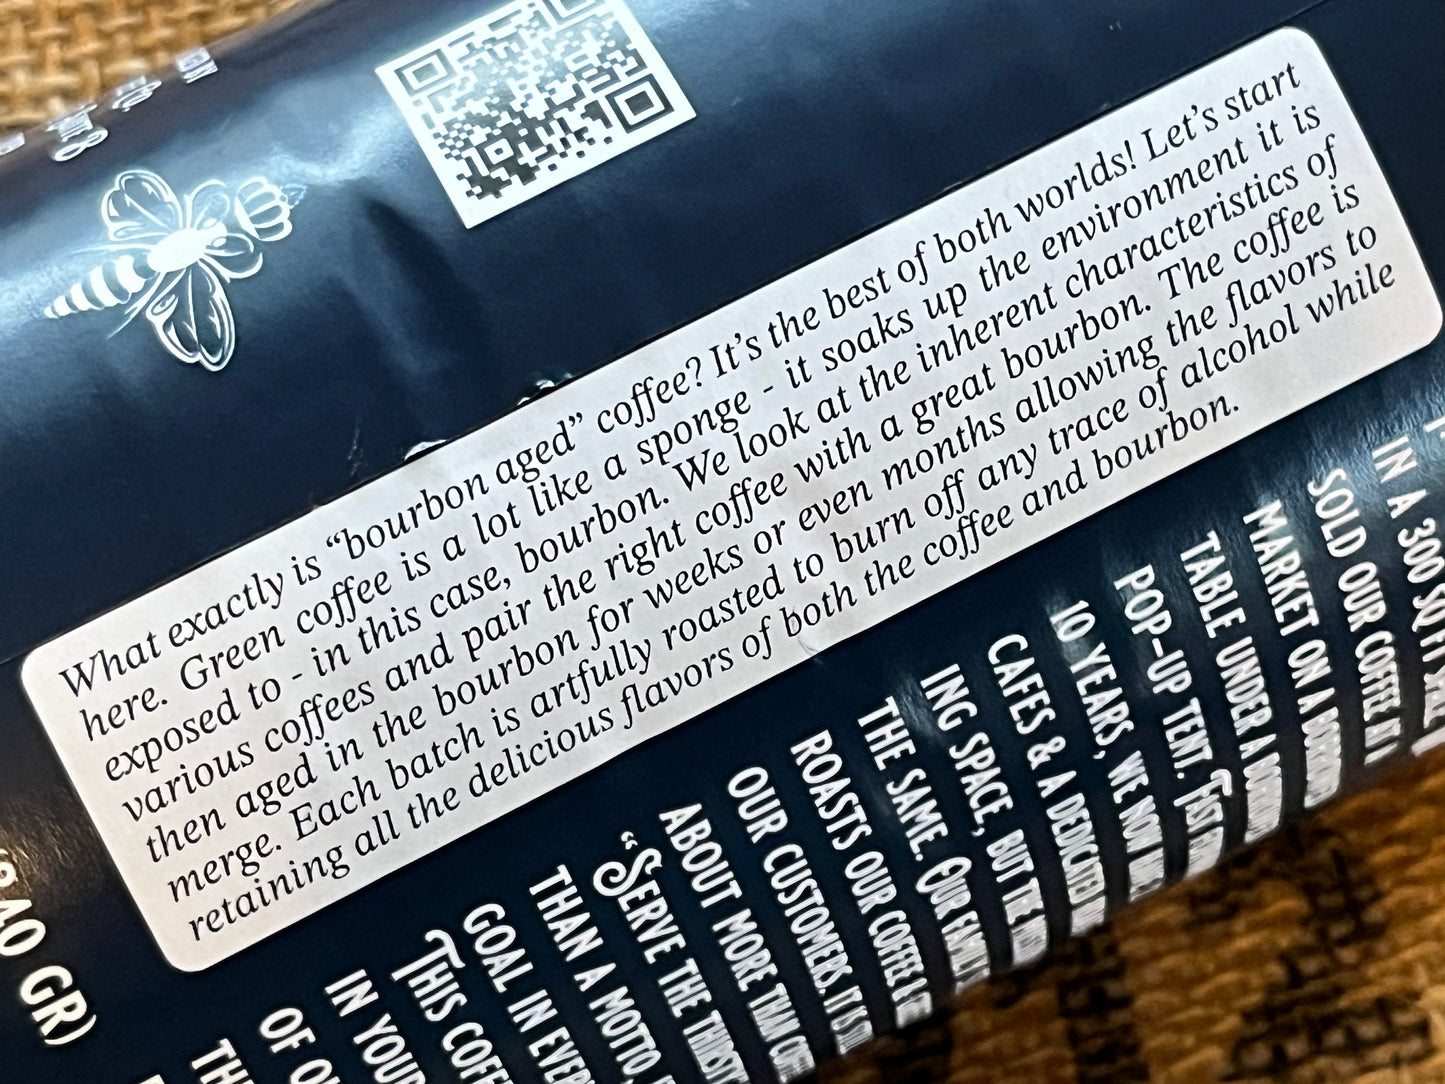 What exactly is “bourbon aged” coffee? It’s the best of both worlds! Let’s start
here. Green coffee is a lot like a sponge - it soaks up the environment it is
exposed to - in this case, bourbon. We look at the inherent characteristics of
various coffees and pair the right coffee with a great bourbon. The coffee is
then aged in the bourbon for weeks or even months allowing the flavors to
merge. Each batch is artfully roasted to burn off any trace of alcohol while
retaining all the delicious flavors of both the coffee and bourbon.
IN A 300 SQ FT
SOLD OUR COFFEE AT A
MARKET ON A BORROWED
TABLE UNDER A BORROWED
POP-UP TENT. FAST
10 YEARS, WE NOW
CAFES & A DEDICATED
ING SPACE, BUT THE
THE SAME. OUR FAMILY
ROASTS OUR COFFEE &
OUR CUSTOMERS. IT IS
ABOUT MORE THAN
“SERVE THE THIRSTY
THAN A MOTTO,
GOAL IN
THIS
IN YOUR
OF
GR)